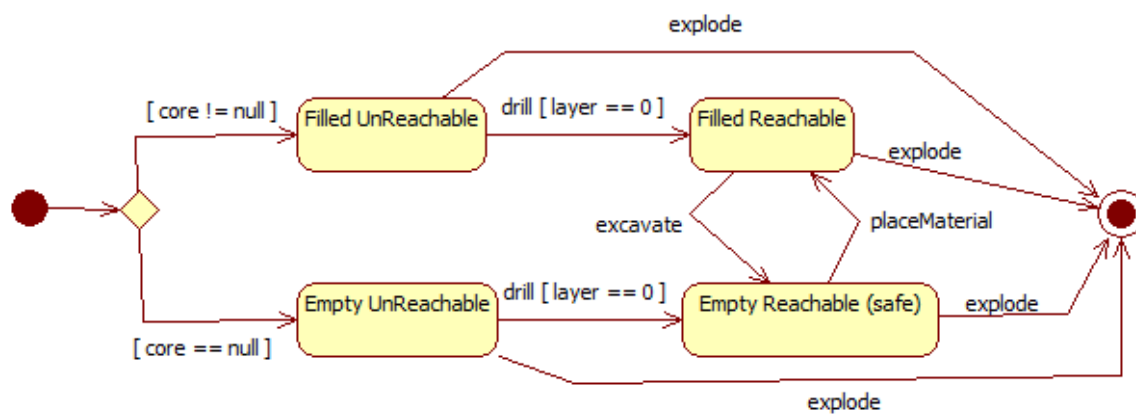 explode
[ core != null ]
Filled UnReachable
drill [ layer == 0 ]
Filled Reachable
explode
excavate
placeMaterial
Empty UnReachable
drill [ layer == 0 ]
Empty Reachable (safe)
explode
[ core == null ]
explode